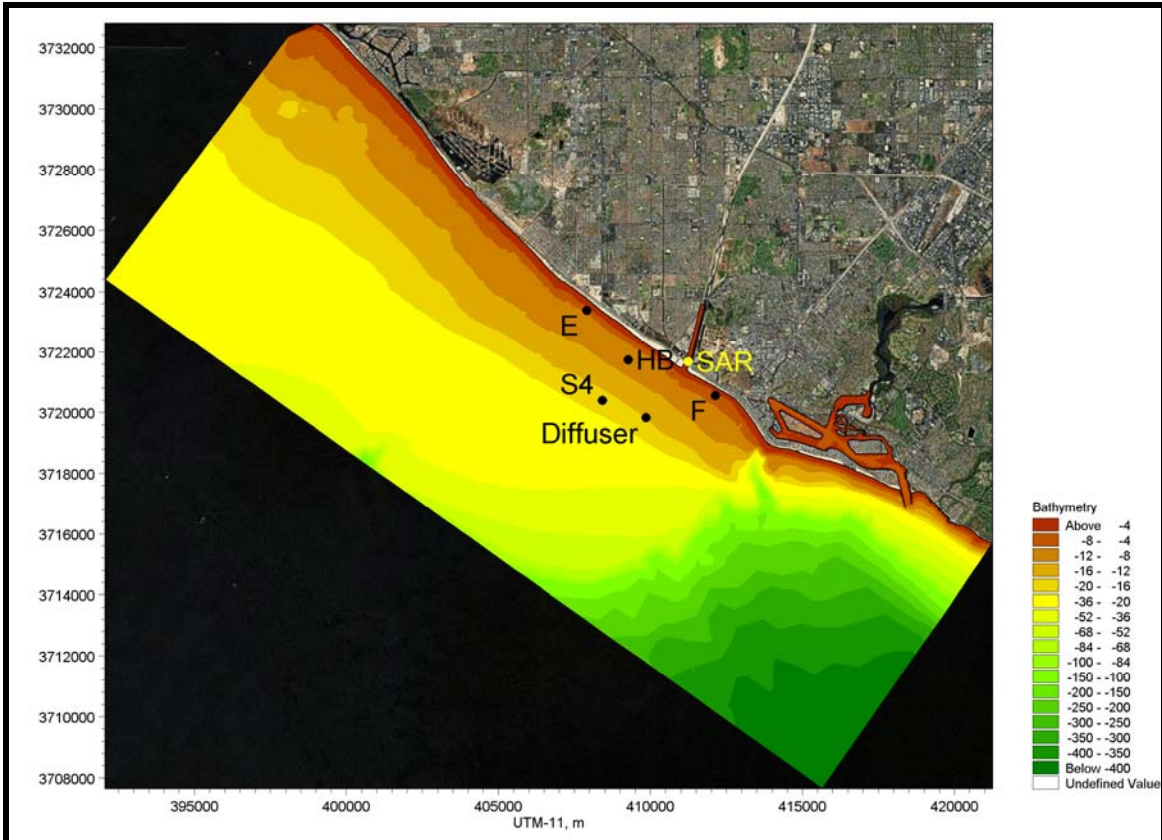 3732000
3730000
3728000
3726000
3724000
3722000
3720000
3718000
3716000
3714000
3712000
3710000
3708000
E
HB
SAR
S4
F
Diffuser
395000 400000 405000 410000 415000 420000
UTM-11, m
Bathymetry
Above -4
-8 - -4
-12 - -8
-16 - -12
-20 - -16
-36 - -20
-52 - -36
-68 - -52
-84 - -68
-100 - -84
-150 - -100
-200 - -150
-250 - -200
-300 - -250
-350 - -300
-400 - -350
Below -400
Undefined Value